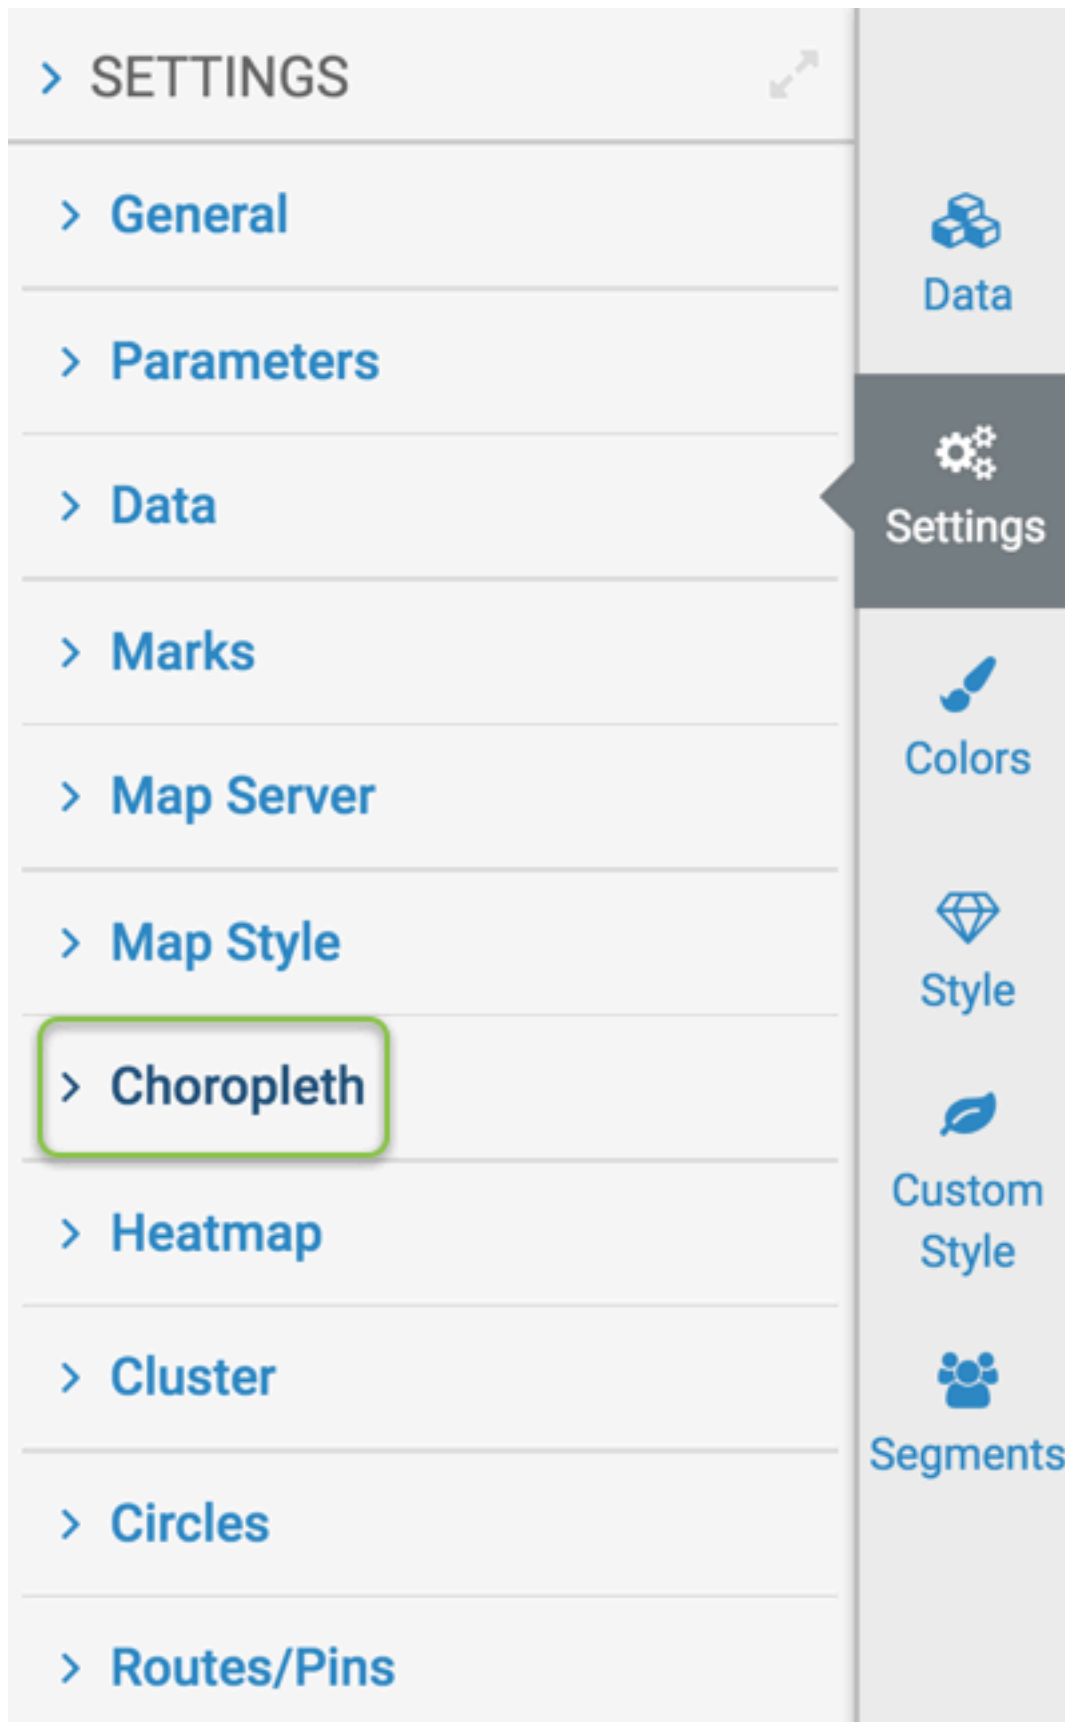 SETTINGS
General
Parameters
Data
Marks
Map Server
Map Style
Choropleth
Heatmap
Cluster
Circles
Routes/Pins
Data
Settings
Colors
Style
Custom
Style
Segments